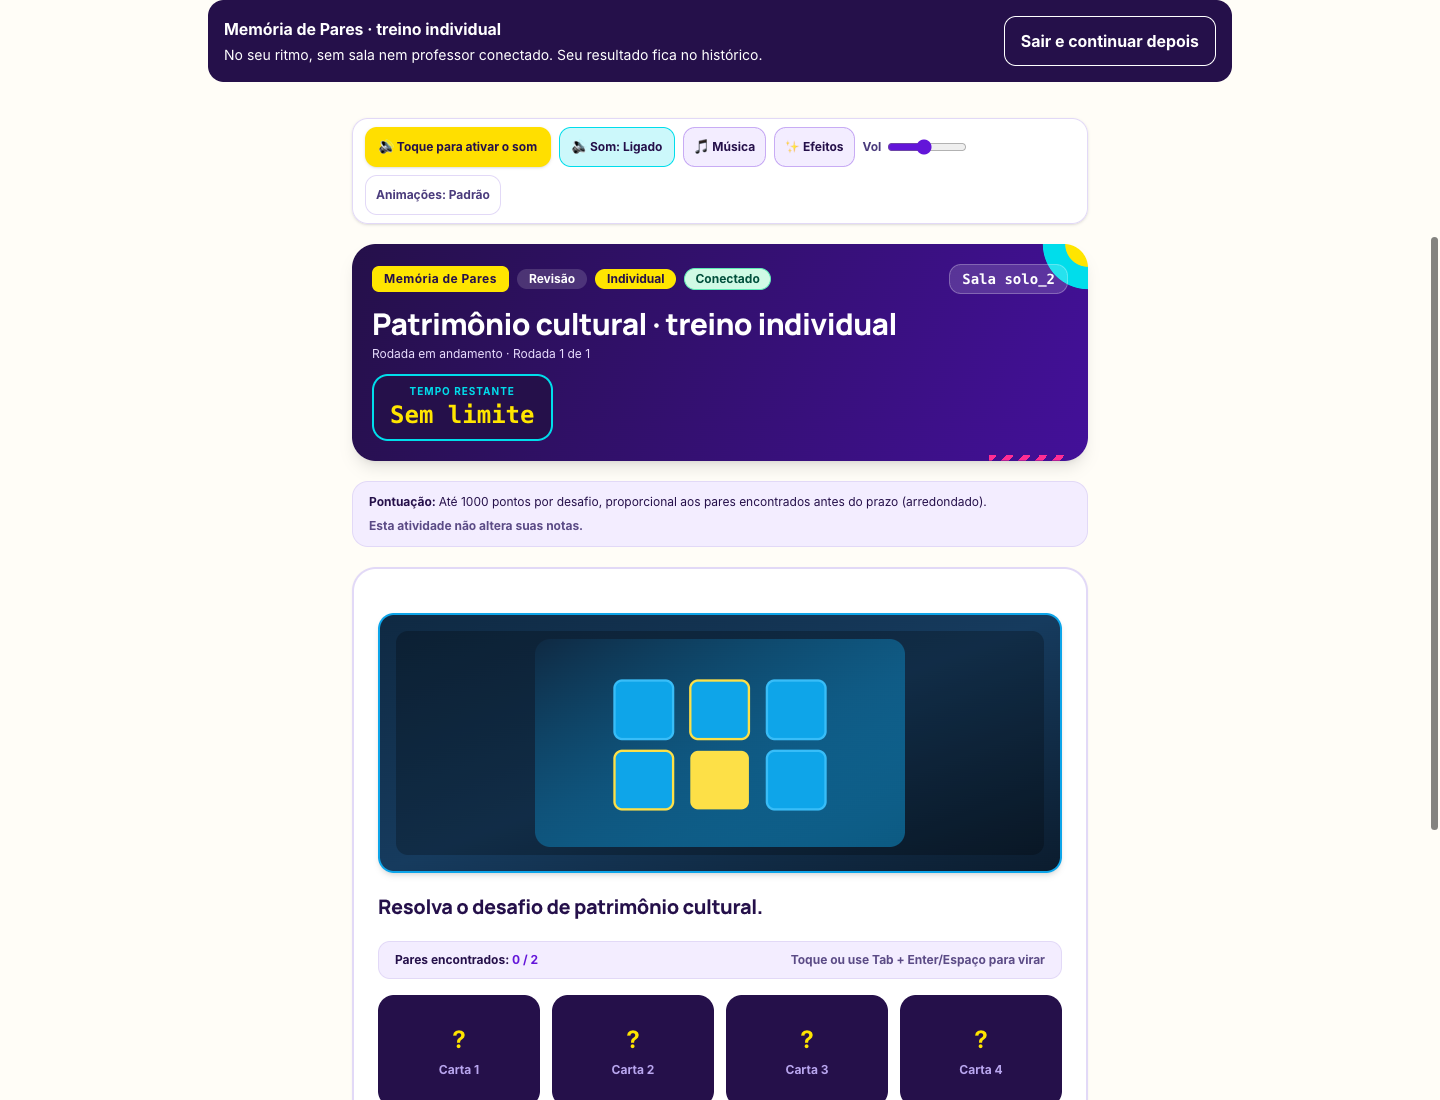 Memória de Pares · treino individual
No seu ritmo, sem sala nem professor conectado. Seu resultado fica no histórico.
Sair e continuar depois
🔈 Toque para ativar o som
🔈 Som: Ligado
🎵 Música
✨ Efeitos
Vol
Animações: Padrão
Memória de Pares
Revisão
Individual
Conectado
Sala solo_2
Patrimônio cultural · treino individual
Rodada em andamento · Rodada 1 de 1
TEMPO RESTANTE
Sem limite
Pontuação: Até 1000 pontos por desafio, proporcional aos pares encontrados antes do prazo (arredondado).
Esta atividade não altera suas notas.
Resolva o desafio de patrimônio cultural.
Pares encontrados: 0 / 2
Toque ou use Tab + Enter/Espaço para virar
?
Carta 1
?
Carta 2
?
Carta 3
?
Carta 4